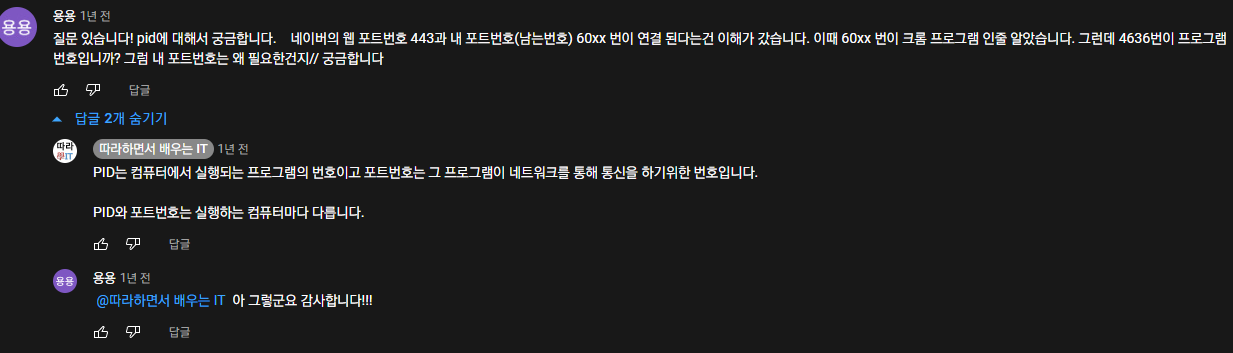 용용
용용 1년 전
질문 있습니다! pid에 대해서 궁금합니다. 네이버의 웹 포트번호 443과 내 포트번호(남는번호) 60xx 번이 연결 된다는건 이해가 갔습니다. 이때 60xx 번이 크롬 프로그램 인줄 알았습니다. 그런데 4636번이 프로그램
번호입니까? 그럼 내 포트번호는 왜 필요한건지// 궁금합니다
답글
답글 2개 숨기기
따라
學IT
따라하면서 배우는 IT 1년 전
PID는 컴퓨터에서 실행되는 프로그램의 번호이고 포트번호는 그 프로그램이 네트워크를 통해 통신을 하기위한 번호입니다.
PID와 포트번호는 실행하는 컴퓨터마다 다릅니다.
답글
용용
용용 1년 전
@따라하면서 배우는 IT 아 그렇군요 감사합니다!!!
답글